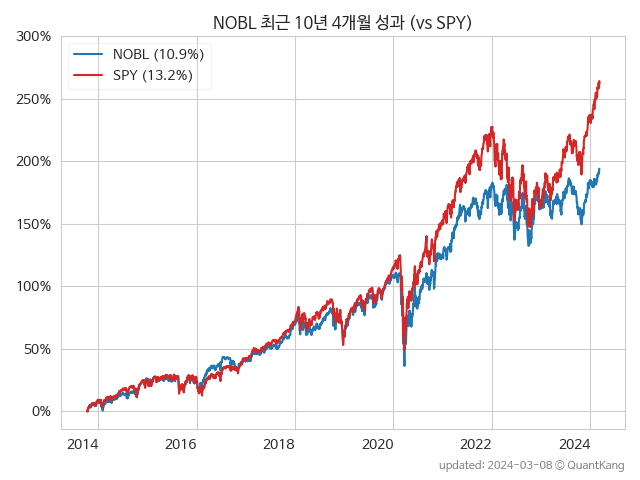 NOBL 최근 10년 4개월 성과 (vs SPY)
300%
NOBL (10.9%)
SPY (13.2%)
250%
200%
150%
100%
50%
0%
2014 2016 2018 2020 2022 2024
updated: 2024-03-08 © QuantKang